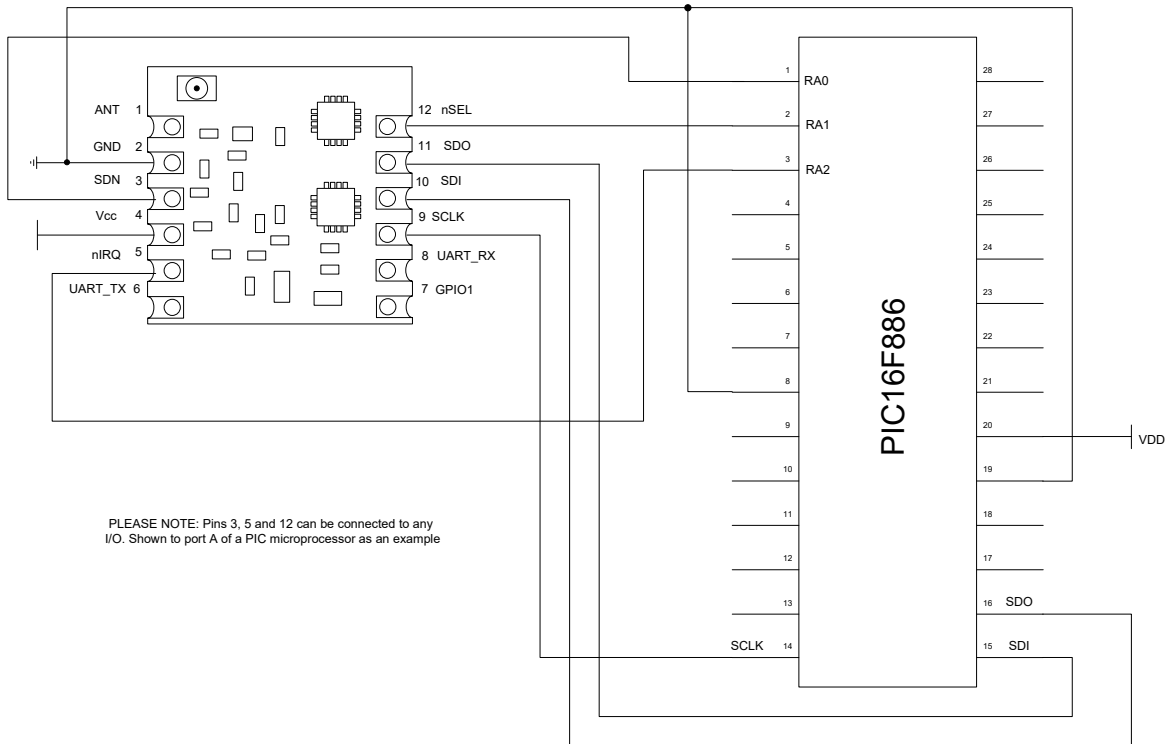 ANT 1
GND 2
SDN 3
Vcc 4
nIRQ 5
UART_TX 6
12 nSEL
11 SDO
10 SDI
9 SCLK
8 UART_RX
7 GPIO1
PLEASE NOTE: Pins 3, 5 and 12 can be connected to any
I/O. Shown to port A of a PIC microprocessor as an example
1 RA0
2 RA1
3 RA2
4
5
6
7
8
9
10
11
12
13
SCLK 14
PIC16F886
28
27
26
25
24
23
22
21
20 VDD
19
18
17
16 SDO
15 SDI